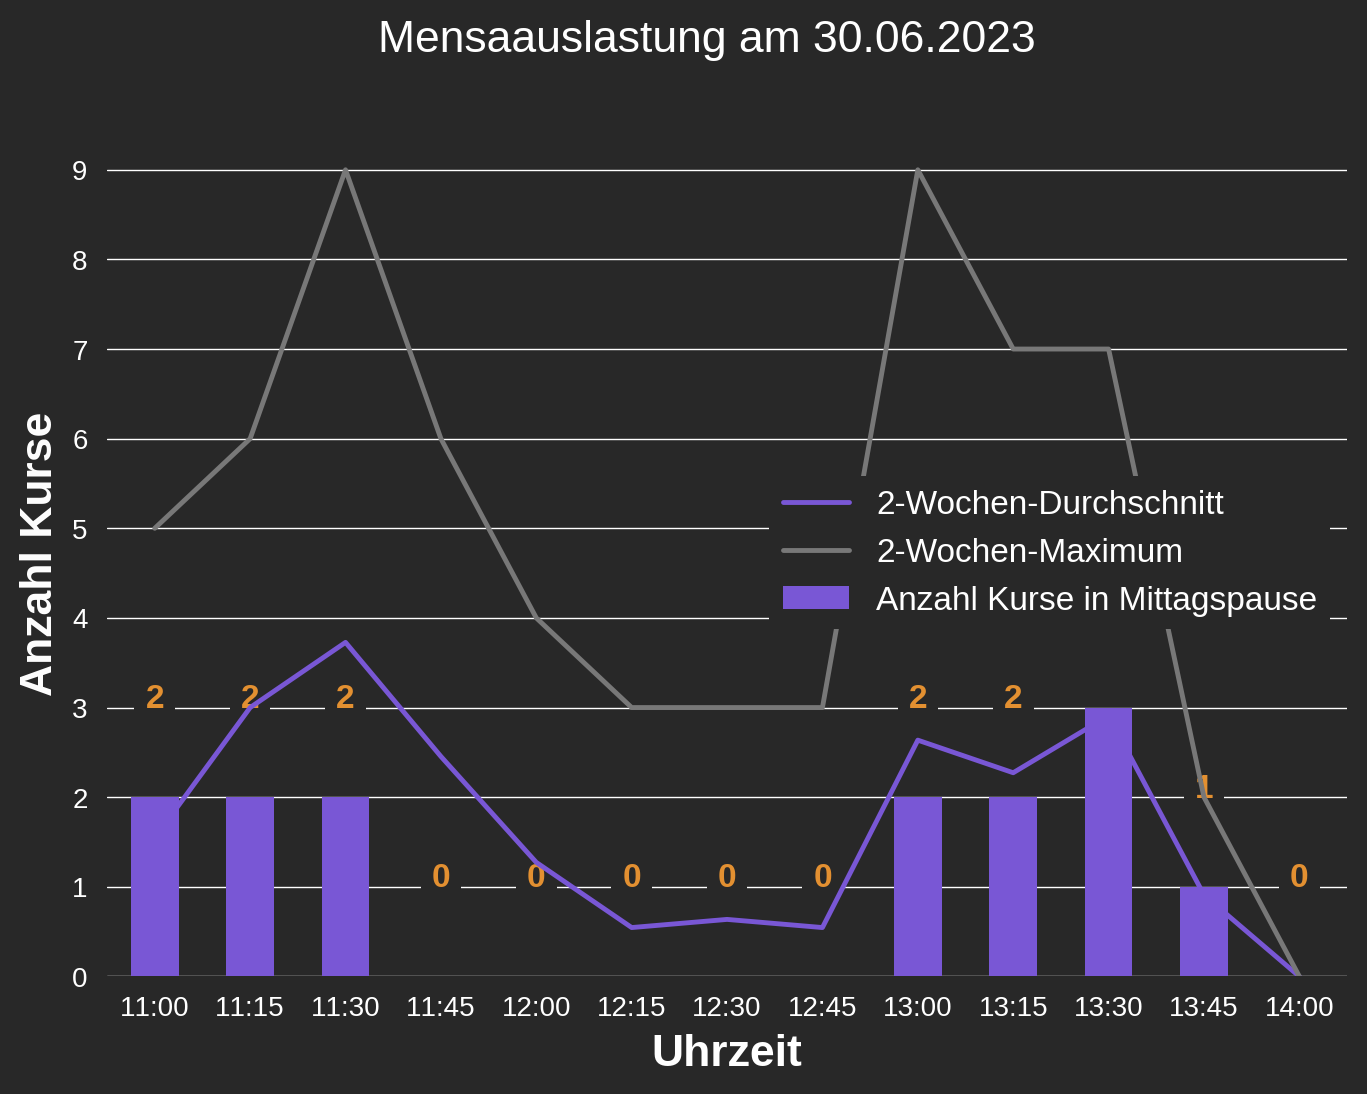 Mensaauslastung am 30.06.2023
9
8
7
6
5
4
3
2
1
0
Anzahl Kurse
2-Wochen-Durchschnitt
2-Wochen-Maximum
Anzahl Kurse in Mittagspause
2 2 2 0 0 0 0 0 2 2 1 0
11:00 11:15 11:30 11:45 12:00 12:15 12:30 12:45 13:00 13:15 13:30 13:45 14:00
Uhrzeit